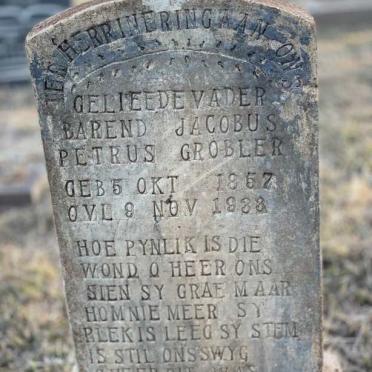 TER HERRINERING AAN ONS
GELIEFDE VADER
BAREND JACOBUS
PETRUS GROBLER
GEB 5 OKT 1857
OVL 9 NOV 1933
HOE PYNLIK IS DIE
WOND O HEER ONS
SIEN SY GRAF MAAR
HOM NIE MEER SY
PLEK IS LEEG SY STEM
IS STIL ONS SWYG